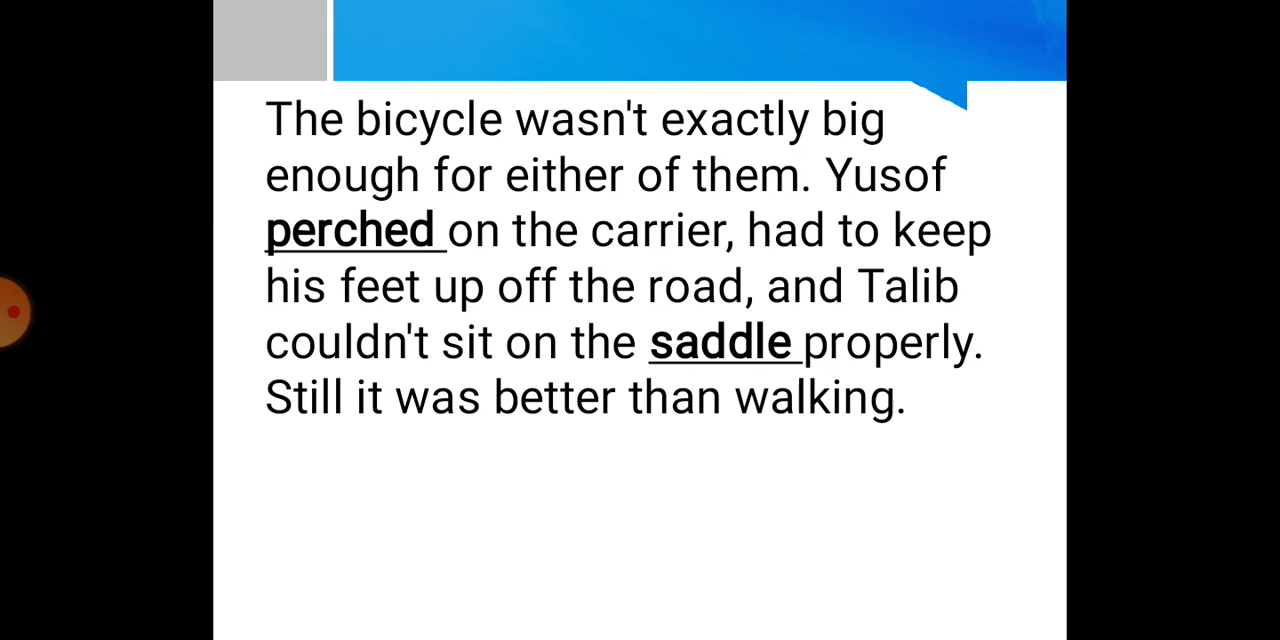 The bicycle wasn't exactly big
enough for either of them. Yusof
perched on the carrier, had to keep
his feet up off the road, and Talib
couldn't sit on the saddle properly.
Still it was better than walking.